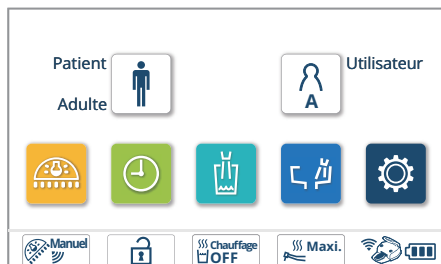 Patient
Utilisateur
Adulte
A
Manuel
Chauffage
OFF
Maxi.